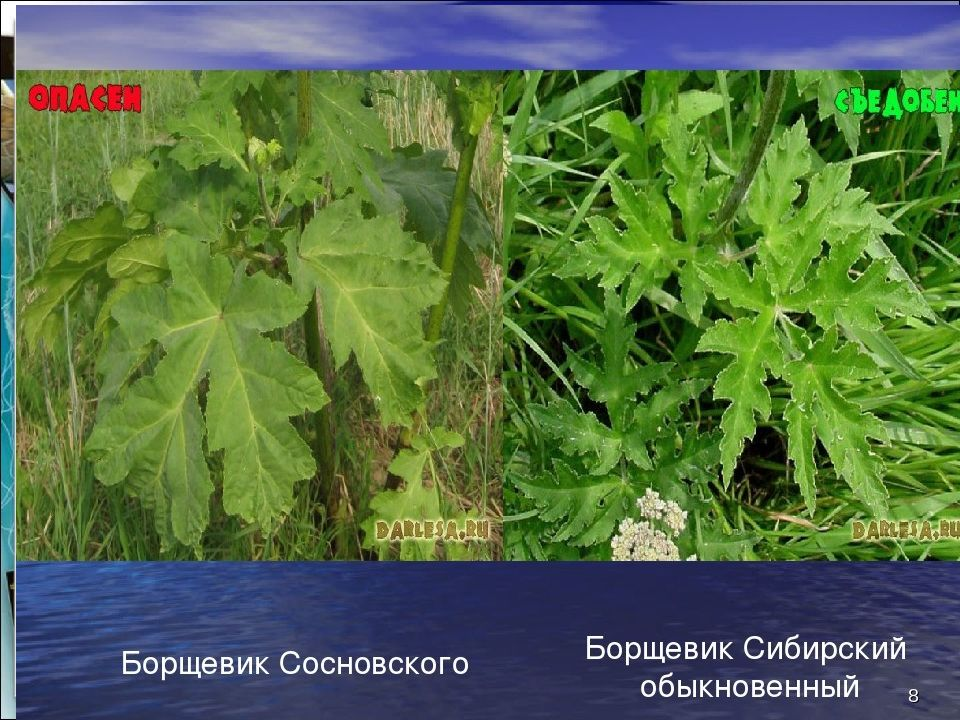 ОПАСЕН
СЪЕДОБЕН
DARLESA.RU
DARLESA.RU
Борщевик Сосновского
Борщевик Сибирский
обыкновенный
8